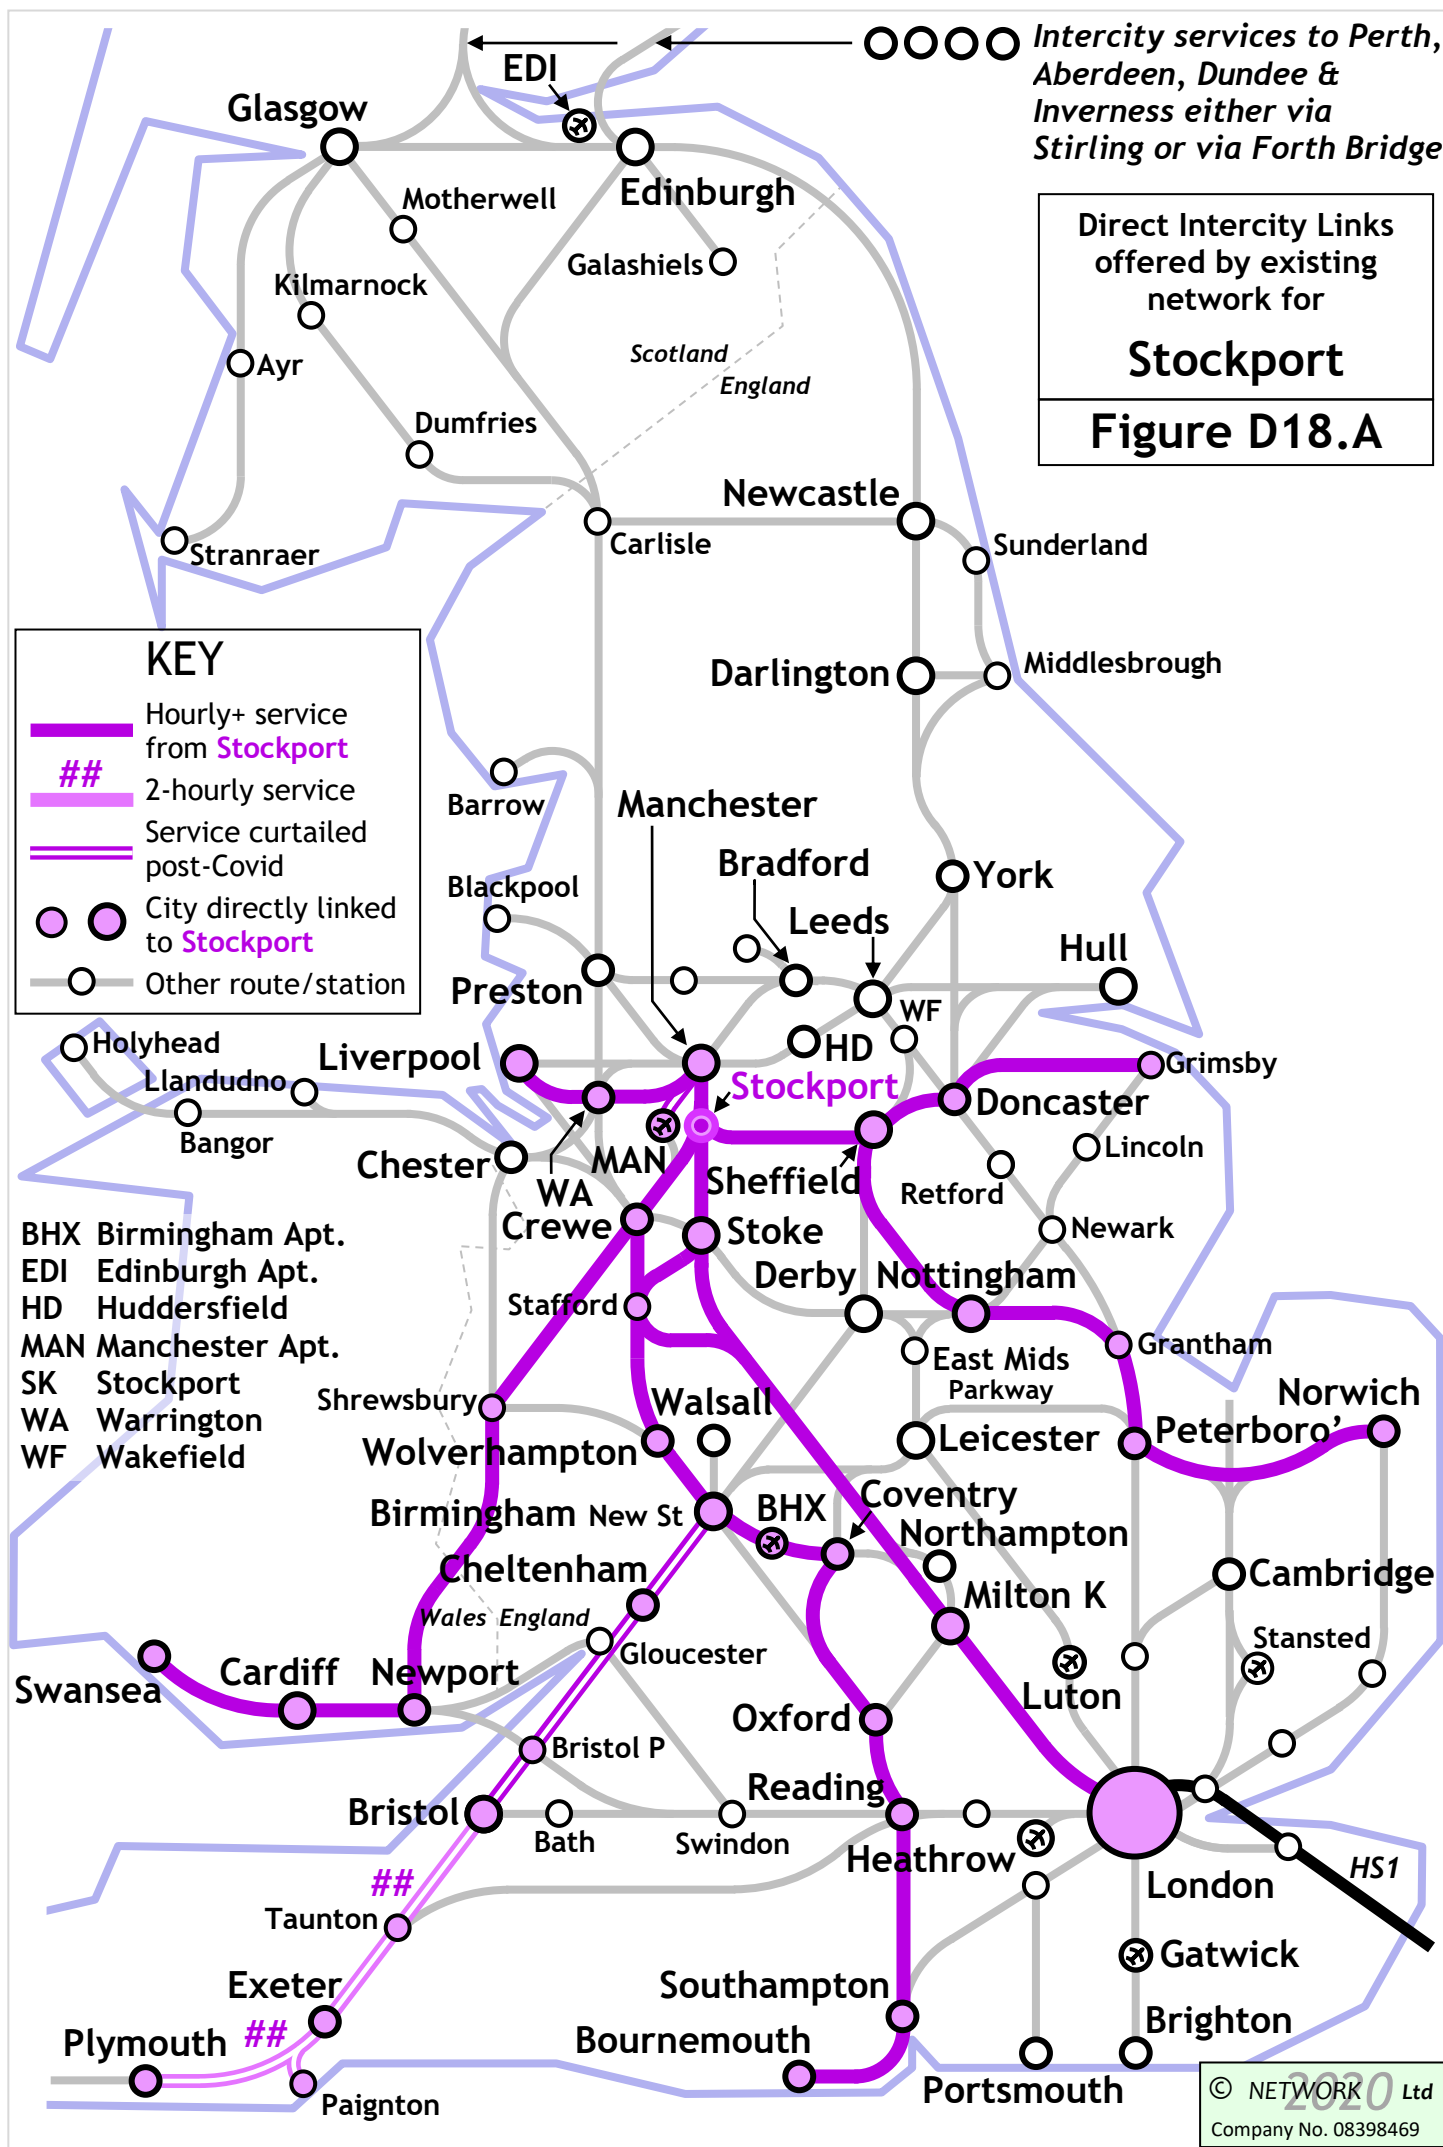 Intercity services to Perth,
Aberdeen, Dundee &
Inverness either via
Stirling or via Forth Bridge
EDI
Glasgow
Edinburgh
Motherwell
Galashiels
Kilmarnock
Ayr
Direct Intercity Links
offered by existing
network for
Stockport
Figure D18.A
Scotland
England
Dumfries
Newcastle
Carlisle
Sunderland
Stranraer
Darlington
Middlesbrough
KEY
Hourly+ service
from Stockport
##
2-hourly service
Service curtailed
post-Covid
City directly linked
to Stockport
Other route/station
Barrow
Manchester
Bradford
Blackpool
York
Leeds
Hull
Preston
WF
HD
Holyhead
Liverpool
Llandudno
Bangor
Stockport
Grimsby
Doncaster
Chester
MAN
WA
Sheffield
Retford
Lincoln
Crewe
Stoke
Newark
BHX Birmingham Apt.
EDI Edinburgh Apt.
HD Huddersfield
MAN Manchester Apt.
SK Stockport
WA Warrington
WF Wakefield
Derby
Nottingham
Stafford
Grantham
East Mids
Parkway
Shrewsbury
Walsall
Norwich
Wolverhampton
Leicester
Peterboro’
Birmingham New St
BHX
Coventry
Northampton
Cheltenham
Cambridge
Milton K
Wales England
Gloucester
Stansted
Swansea
Cardiff
Newport
Luton
Oxford
Bristol P
Reading
Bristol
Bath
Swindon
Heathrow
HS1
London
##
Taunton
Gatwick
Exeter
Southampton
##
Plymouth
Bournemouth
Brighton
Paignton
Portsmouth
© NETWORK 2020 Ltd
Company No. 08398469